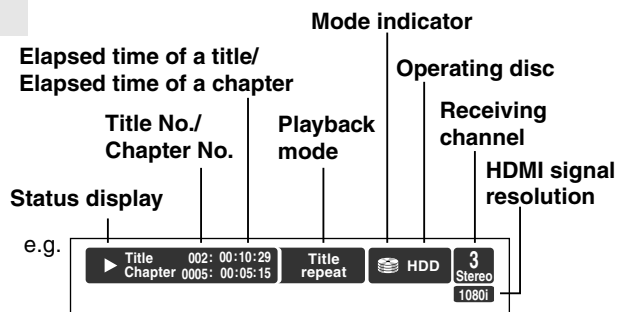 Mode indicator
Elapsed time of a title/
Elapsed time of a chapter
Operating disc
Title No./
Chapter No.
Playback
mode
Receiving
channel
HDMI signal
resolution
Status display
e.g.
Title 002: 00:10:29
Chapter 0005: 00:05:15
Title
repeat
HDD
3
Stereo
1080i